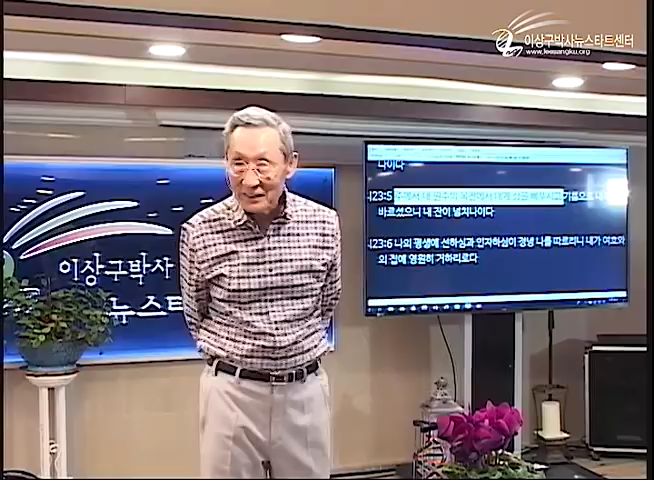 이상구박사뉴스타트센터
www.leesangku.org
나이다
23:5 주께서 내 원수의 목전에서 내게 상을 베푸시고 기름으로 내
바르셨으니 내 잔이 넘치나이다
23:6 나의 평생에 선하심과 인자하심이 정녕 나를 따르리니 내가 여호와
의 집에 영원히 거하리로다
이상구박사
뉴스타